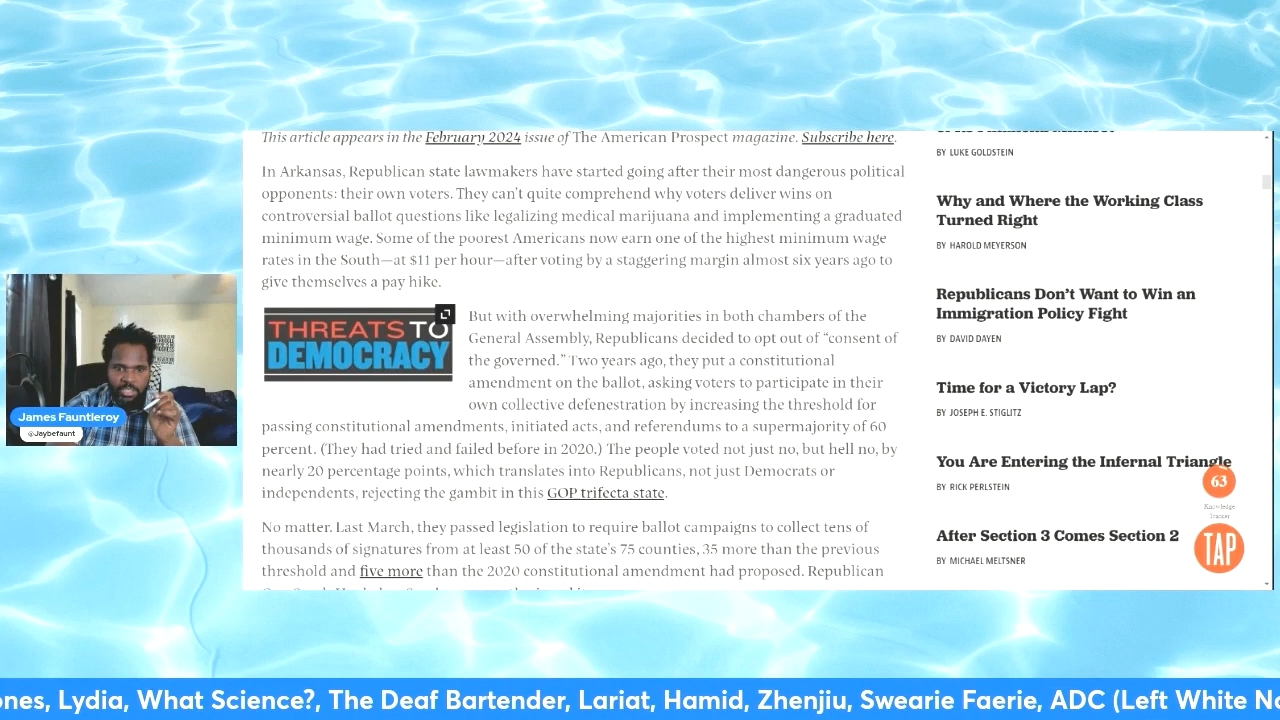 This article appears in the February 2024 issue of The American Prospect magazine. Subscribe here.
In Arkansas, Republican state lawmakers have started going after their most dangerous political
opponents: their own voters. They can't quite comprehend why voters deliver wins on
controversial ballot questions like legalizing medical marijuana and implementing a graduated
minimum wage. Some of the poorest Americans now earn one of the highest minimum wage
rates in the South—at $11 per hour—after voting by a staggering margin almost six years ago to
give themselves a pay hike.
THREATS TO
DEMOCRACY
But with overwhelming majorities in both chambers of the
General Assembly, Republicans decided to opt out of “consent of
the governed.” Two years ago, they put a constitutional
amendment on the ballot, asking voters to participate in their
own collective defenestration by increasing the threshold for
passing constitutional amendments, initiated acts, and referendums to a supermajority of 60
percent. (They had tried and failed before in 2020.) The people voted not just no, but hell no, by
nearly 20 percentage points, which translates into Republicans, not just Democrats or
independents, rejecting the gambit in this GOP trifecta state.
No matter. Last March, they passed legislation to require ballot campaigns to collect tens of
thousands of signatures from at least 50 of the state's 75 counties, 35 more than the previous
threshold and five more than the 2020 constitutional amendment had proposed. Republican
BY LUKE GOLDSTEIN
Why and Where the Working Class
Turned Right
BY HAROLD MEYERSON
Republicans Don't Want to Win an
Immigration Policy Fight
BY DAVID DAYEN
Time for a Victory Lap?
BY JOSEPH E. STIGLITZ
You Are Entering the Infernal Triangle
BY RICK PERLSTEIN
63
Knowledge
Tracker
After Section 3 Comes Section 2
BY MICHAEL MELTSNER
TAP
James Fauntleroy
@Jaybefaunt
Lydia, What Science?, The Deaf Bartender, Lariat, Hamid, Zhenjiu, Swearie Faerie, ADC (Left White